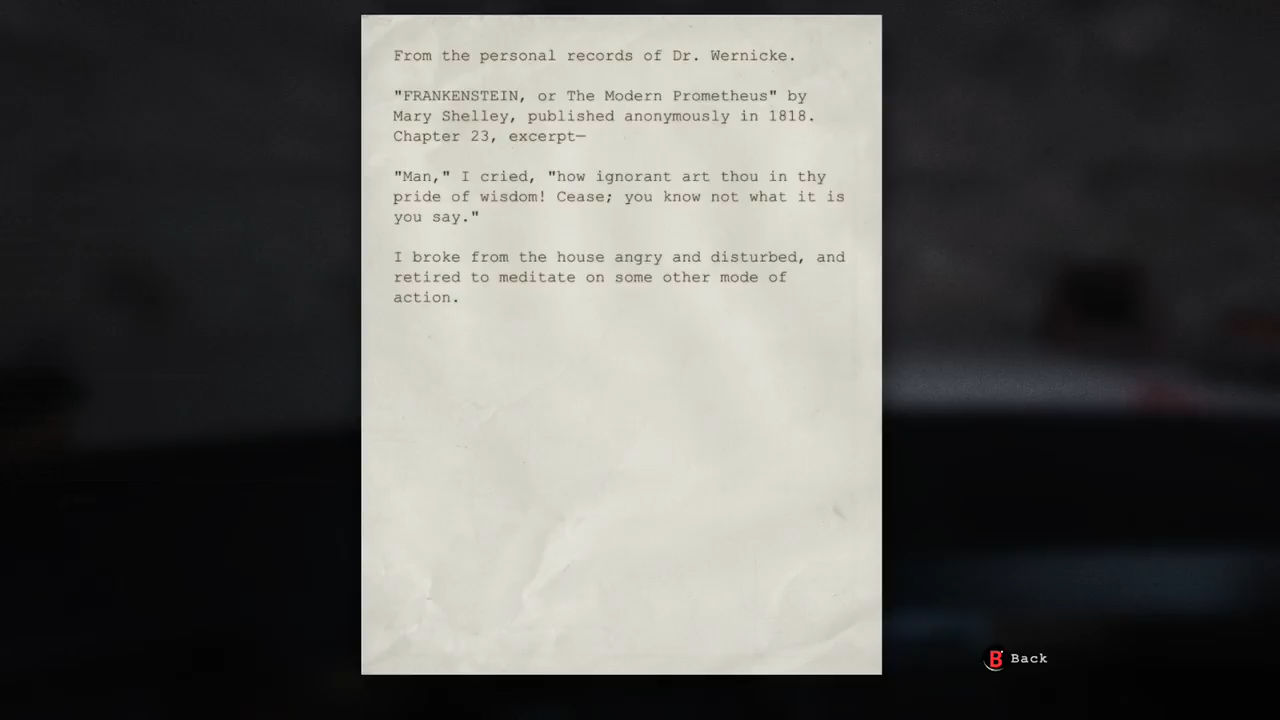 From the personal records of Dr. Wernicke.
"FRANKENSTEIN, or The Modern Prometheus" by
Mary Shelley, published anonymously in 1818.
Chapter 23, excerpt—
"Man," I cried, "how ignorant art thou in thy
pride of wisdom! Cease; you know not what it is
you say."
I broke from the house angry and disturbed, and
retired to meditate on some other mode of
action.
B Back